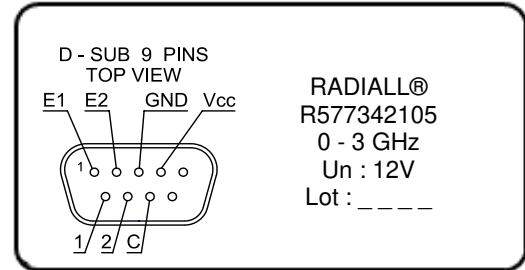 D - SUB 9 PINS
TOP VIEW
E1 E2 GND Vcc
1
1 2 C
RADIALL®
R577342105
0 - 3 GHz
Un : 12V
Lot : _ _ _ _